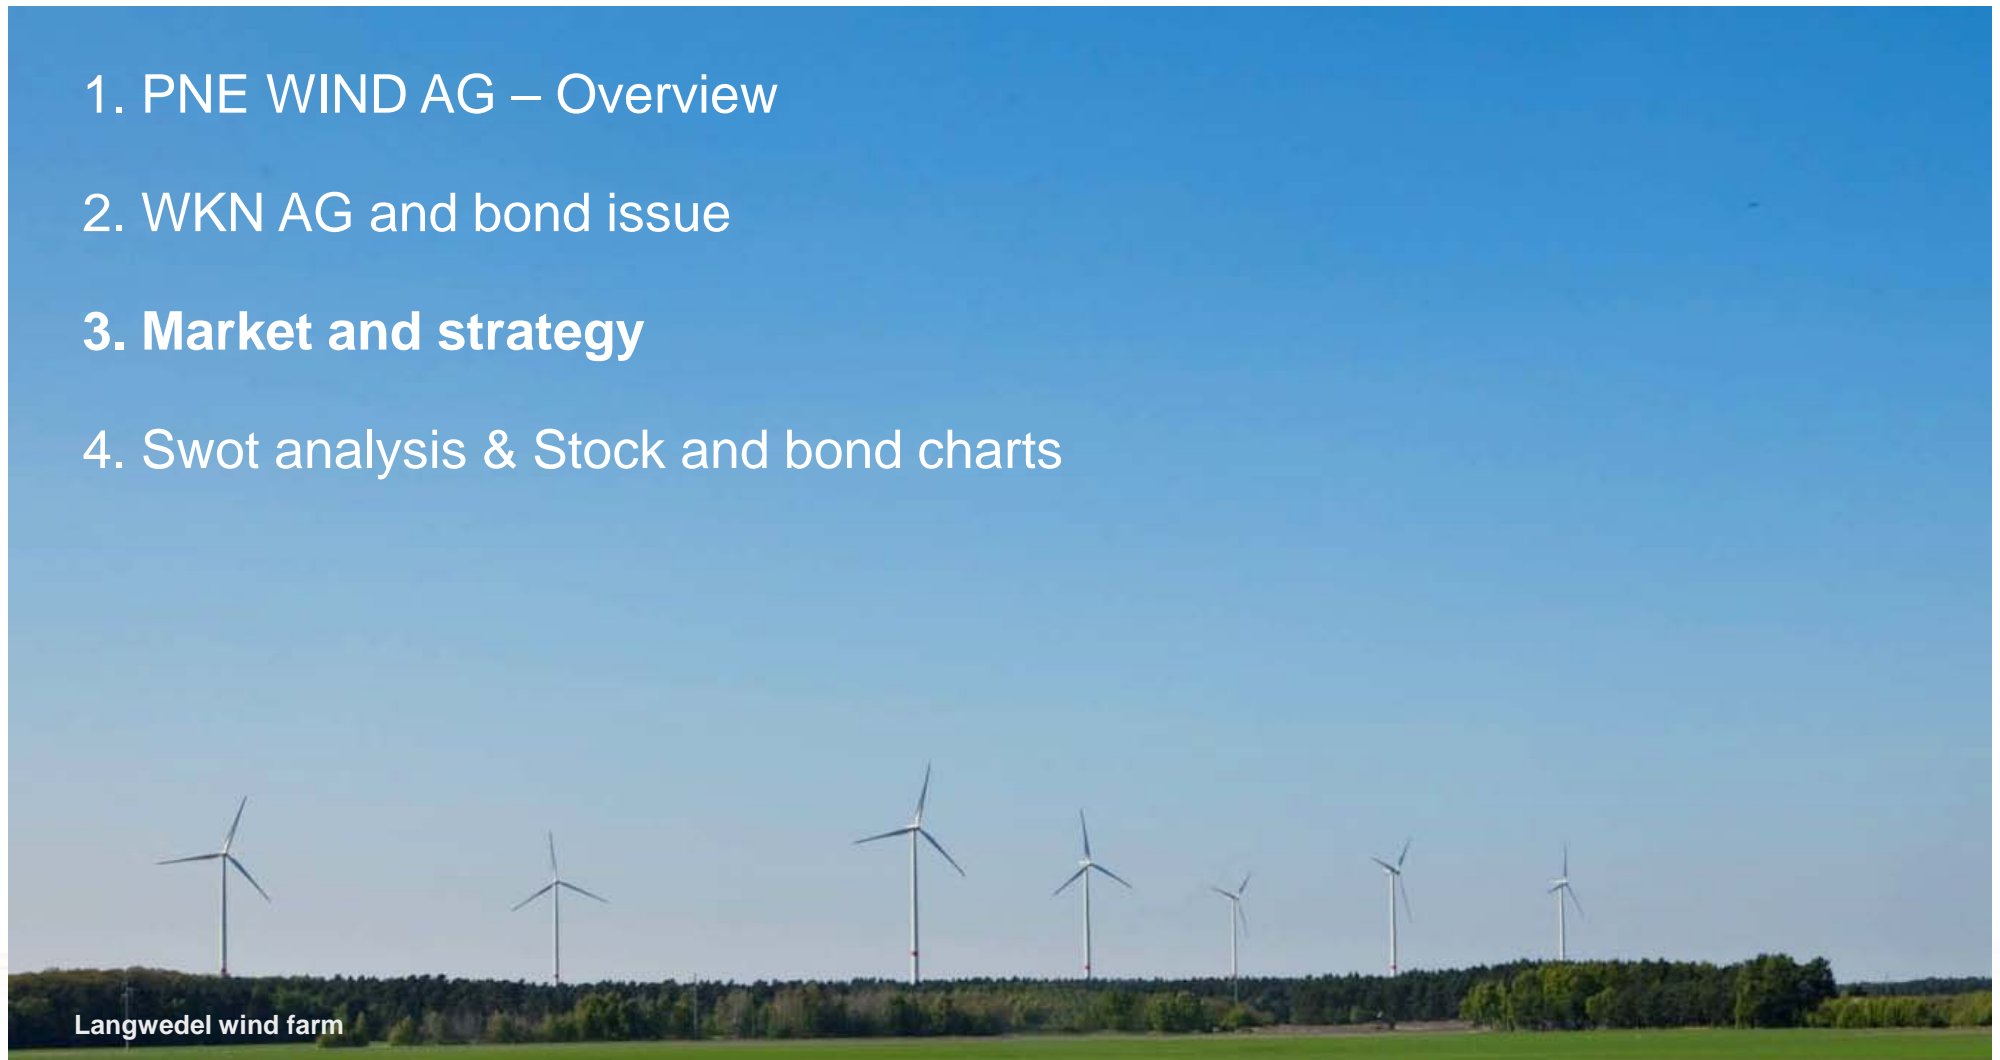 1. PNE WIND AG – Overview
2. WKN AG and bond issue
3. Market and strategy
4. Swot analysis & Stock and bond charts
Langwedel wind farm